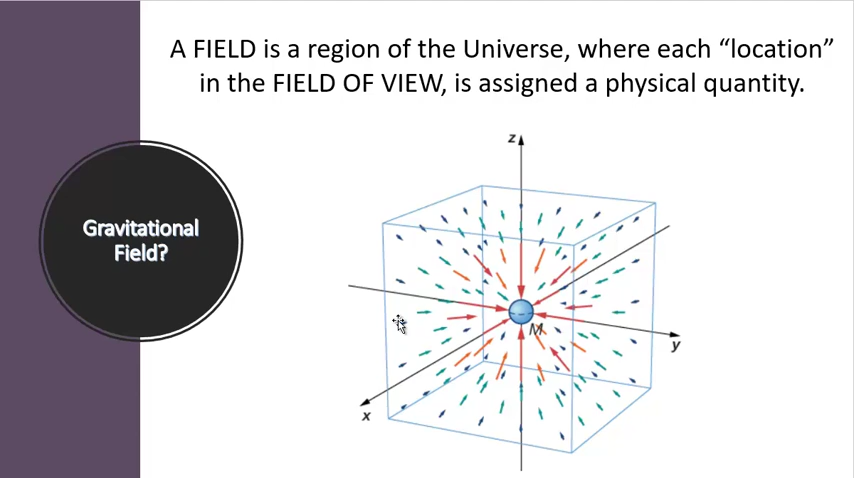 A FIELD is a region of the Universe, where each “location”
in the FIELD OF VIEW, is assigned a physical quantity.
Gravitational
Field?
z
M
y
x